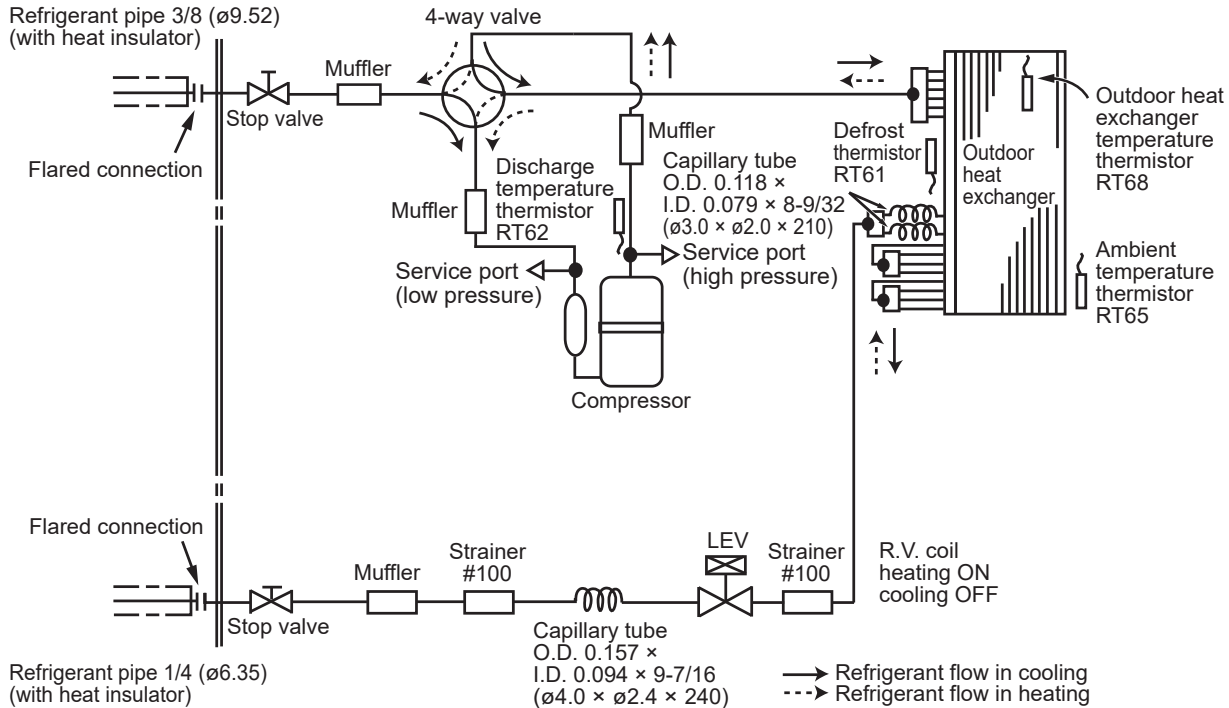 Refrigerant pipe 3/8 (ø9.52)
(with heat insulator)
4-way valve
Muffler
Stop valve
Flared connection
Muffler
Discharge
temperature
thermistor
RT62
Muffler
Capillary tube
O.D. 0.118 ×
I.D. 0.079 × 8-9/32
(ø3.0 × ø2.0 × 210)
Defrost
thermistor
RT61
Outdoor
heat
exchanger
Outdoor heat
exchanger
temperature
thermistor
RT68
Service port
(low pressure)
Service port
(high pressure)
Ambient
temperature
thermistor
RT65
Compressor
Flared connection
Stop valve
Muffler
Strainer
#100
Capillary tube
O.D. 0.157 ×
I.D. 0.094 × 9-7/16
(ø4.0 × ø2.4 × 240)
LEV
Strainer
#100
R.V. coil
heating ON
cooling OFF
Refrigerant pipe 1/4 (ø6.35)
(with heat insulator)
Refrigerant flow in cooling
Refrigerant flow in heating